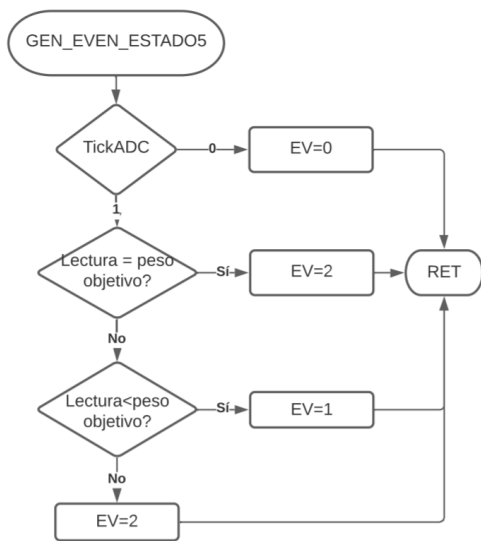 GEN_EVEN_ESTADO5
TickADC
0
EV=0
1
Lectura = peso
objetivo?
Sí
EV=2
RET
No
Lectura<peso
objetivo?
Sí
EV=1
No
EV=2